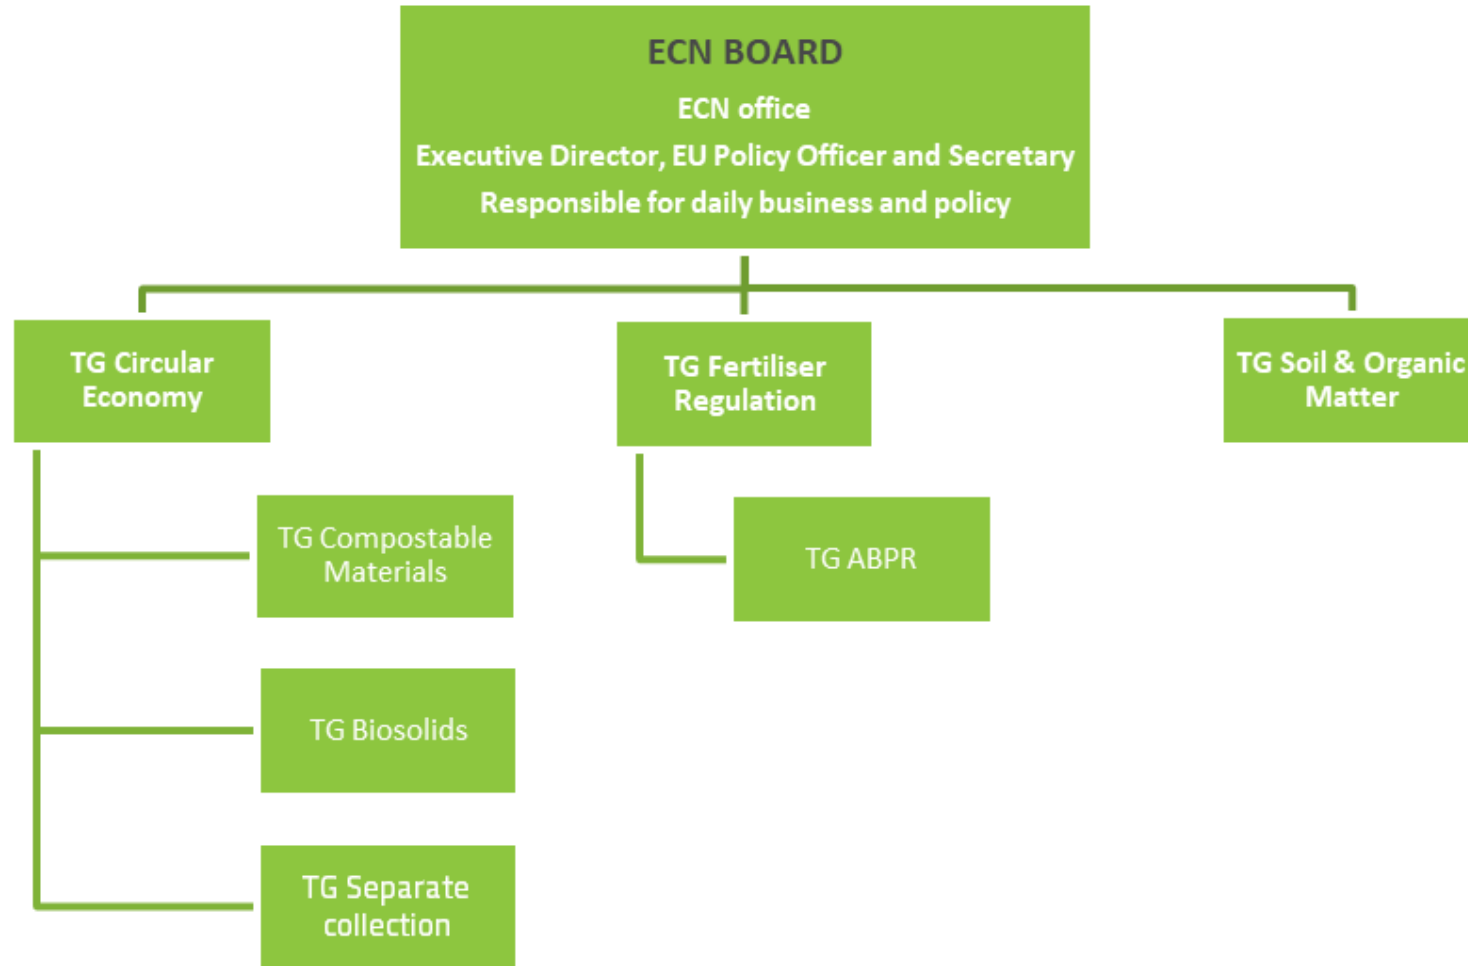 ECN BOARD
ECN office
Executive Director, EU Policy Officer and Secretary
Responsible for daily business and policy
TG Circular
Economy
TG Fertiliser
Regulation
TG Soil & Organic
Matter
TG Compostable
Materials
TG ABPR
TG Biosolids
TG Separate
collection